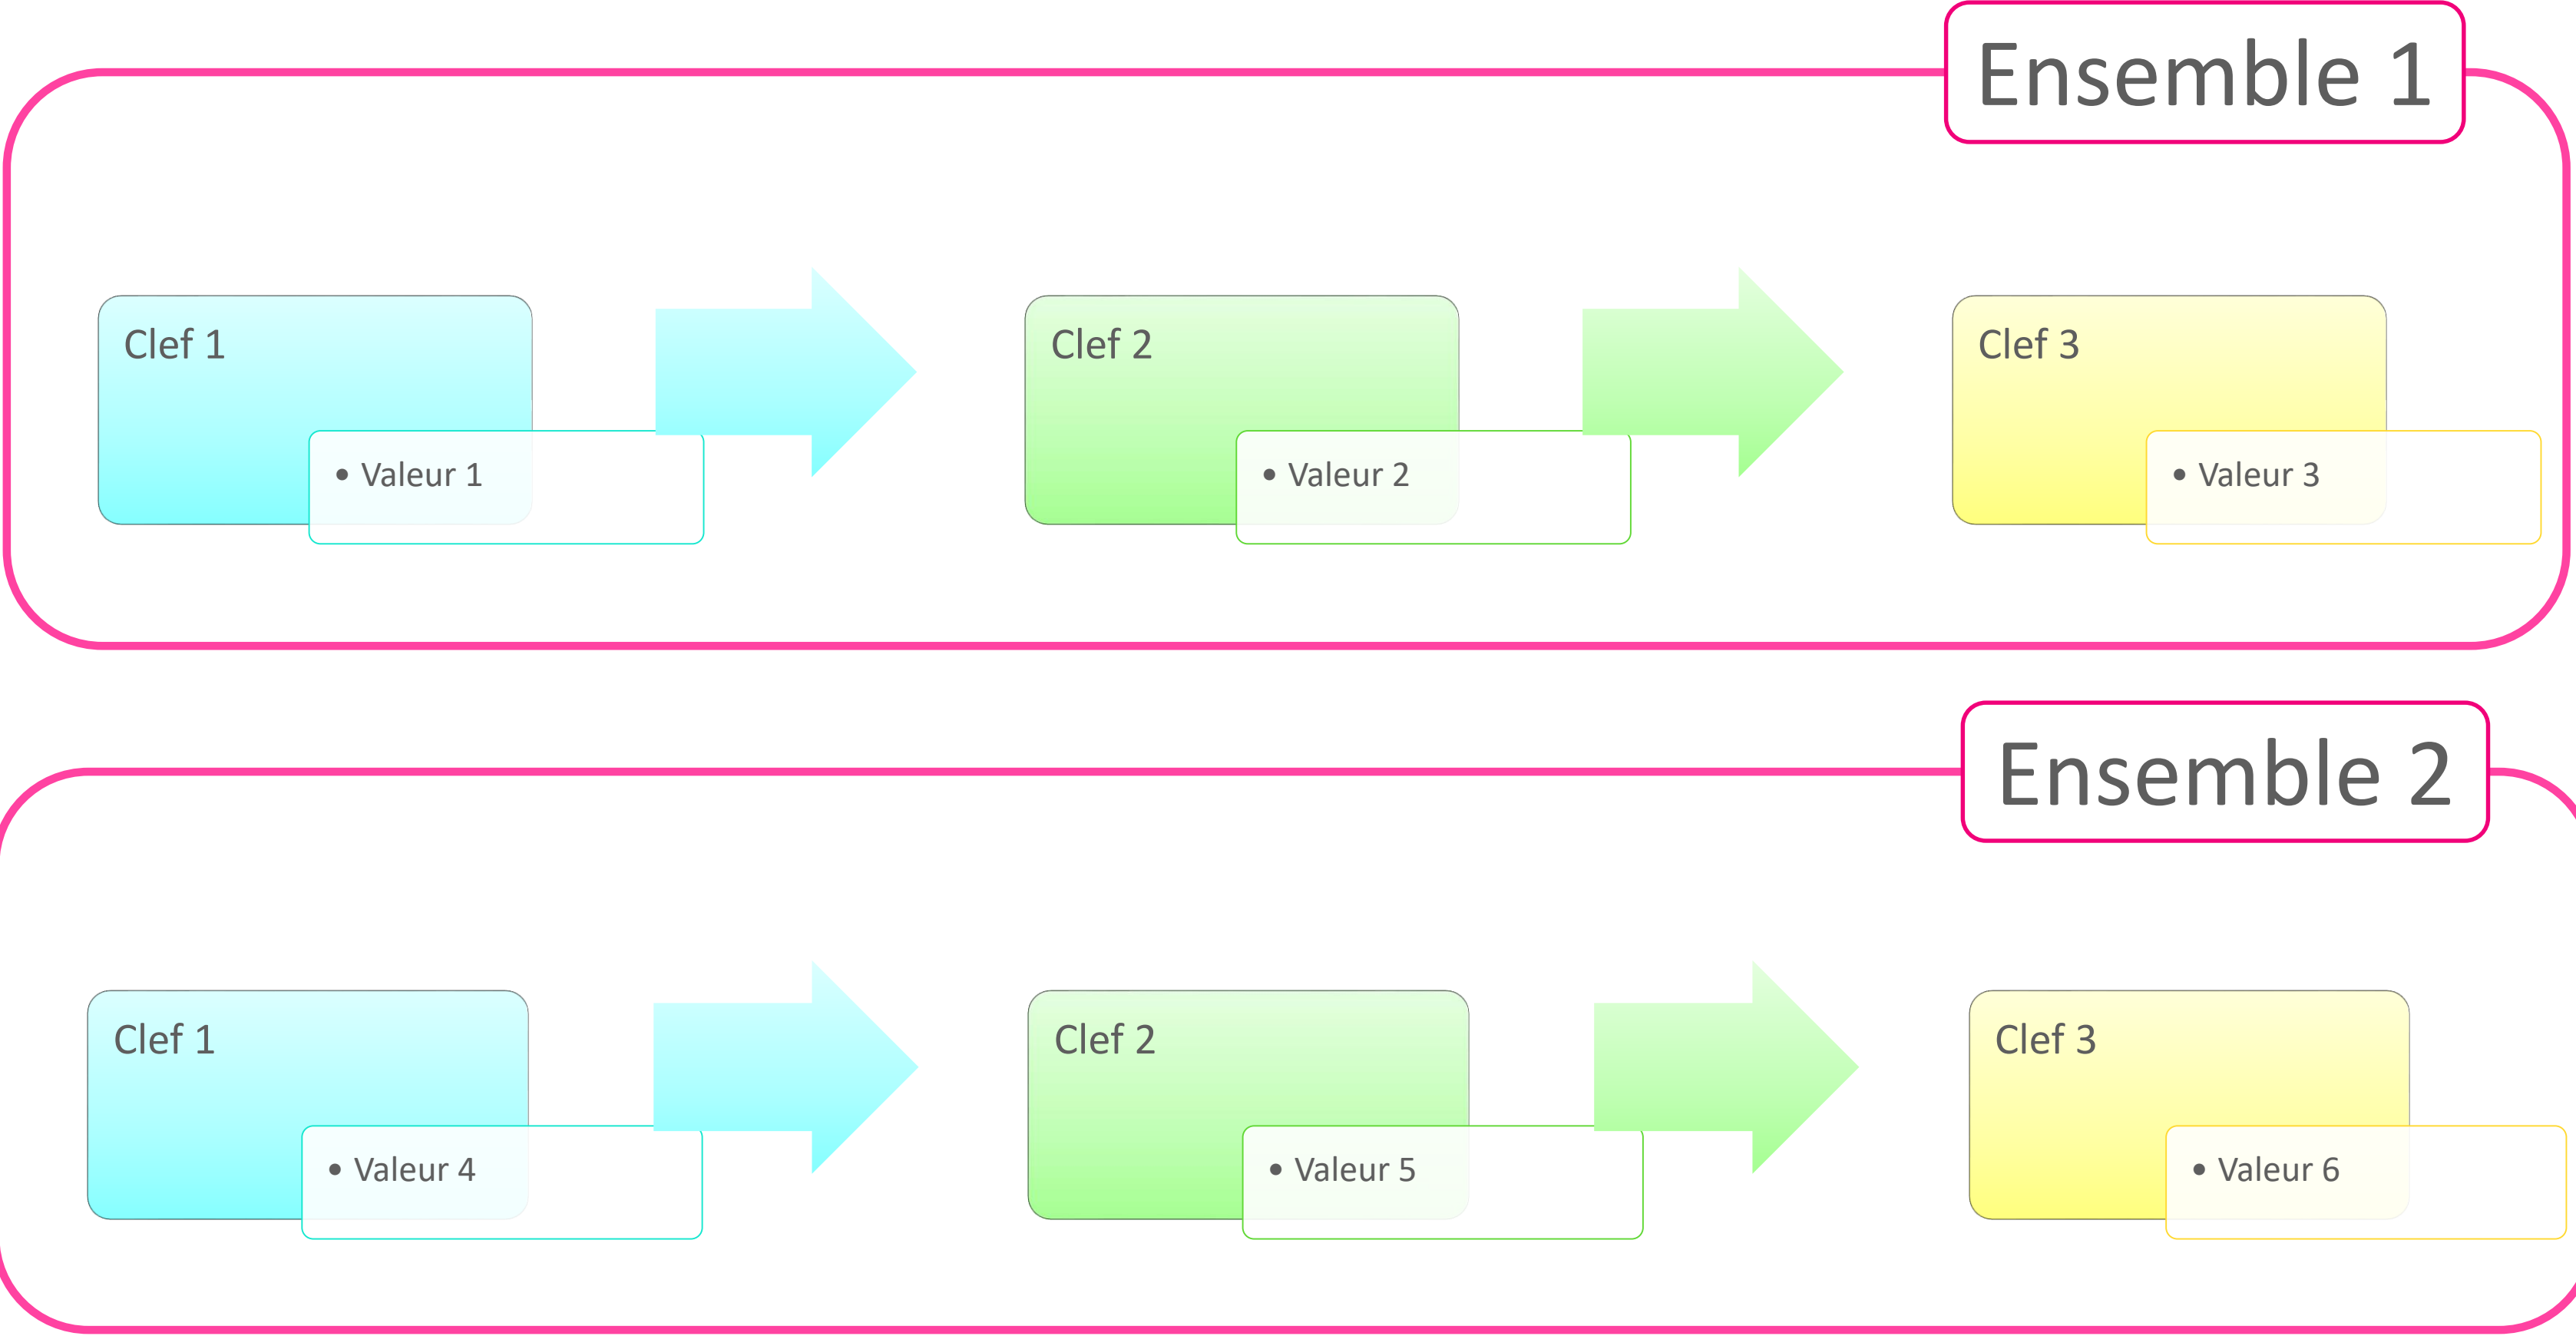 Ensemble 1
Clef 1
• Valeur 1
Clef 2
• Valeur 2
Clef 3
• Valeur 3
Ensemble 2
Clef 1
• Valeur 4
Clef 2
• Valeur 5
Clef 3
• Valeur 6